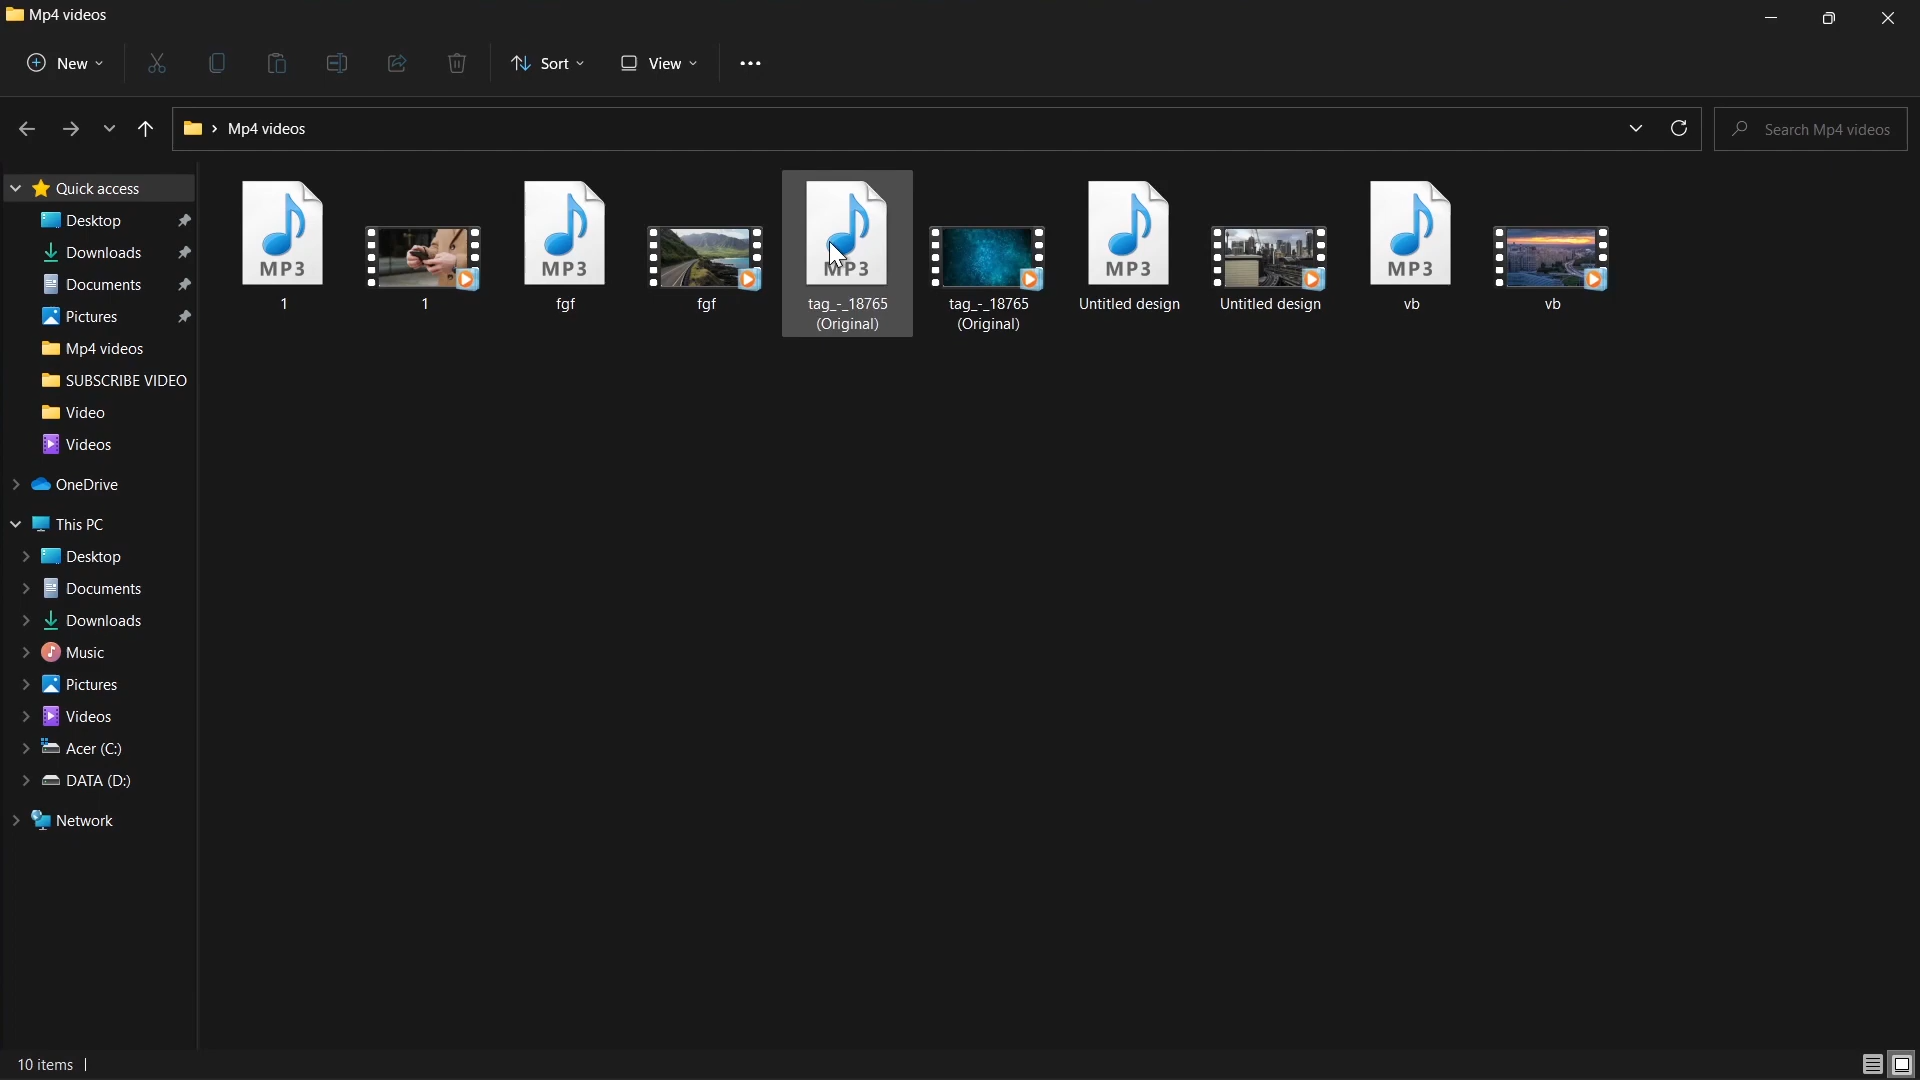 Mp4 videos
New
Sort
View
Mp4 videos
Search Mp4 videos
Quick access
Desktop
Downloads
Documents
Pictures
Mp4 videos
SUBSCRIBE VIDEO
Video
Videos
OneDrive
This PC
Desktop
Documents
Downloads
Music
Pictures
Videos
Acer (C:)
DATA (D:)
Network
MP3
1
1
MP3
fgf
fgf
MP3
tag_-_18765
(Original)
tag_-_18765
(Original)
MP3
Untitled design
Untitled design
MP3
vb
vb
10 items